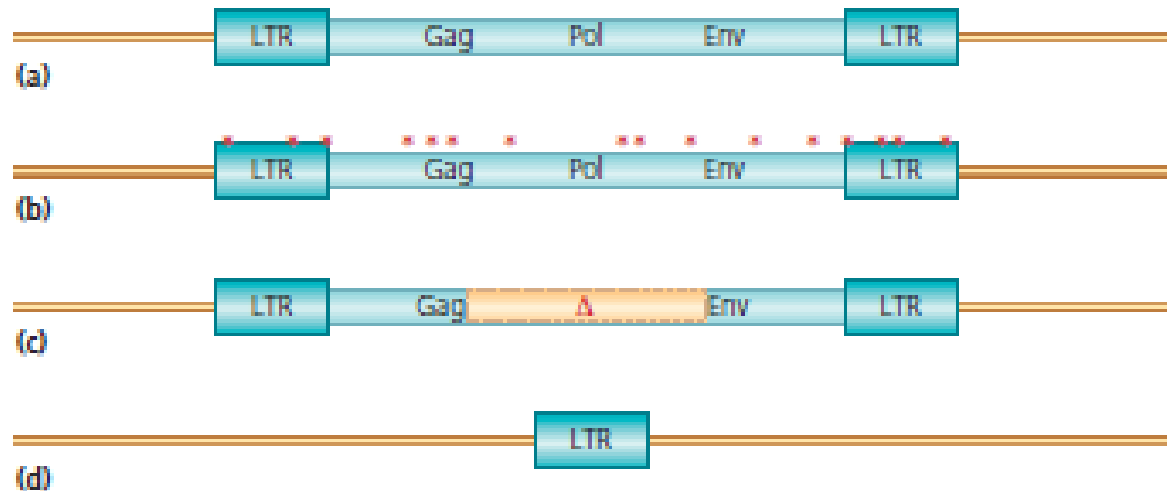 LTR Gag Pol Env LTR
(a)
LTR Gag Pol Env LTR
(b)
LTR Gag Δ Env LTR
(c)
LTR
(d)